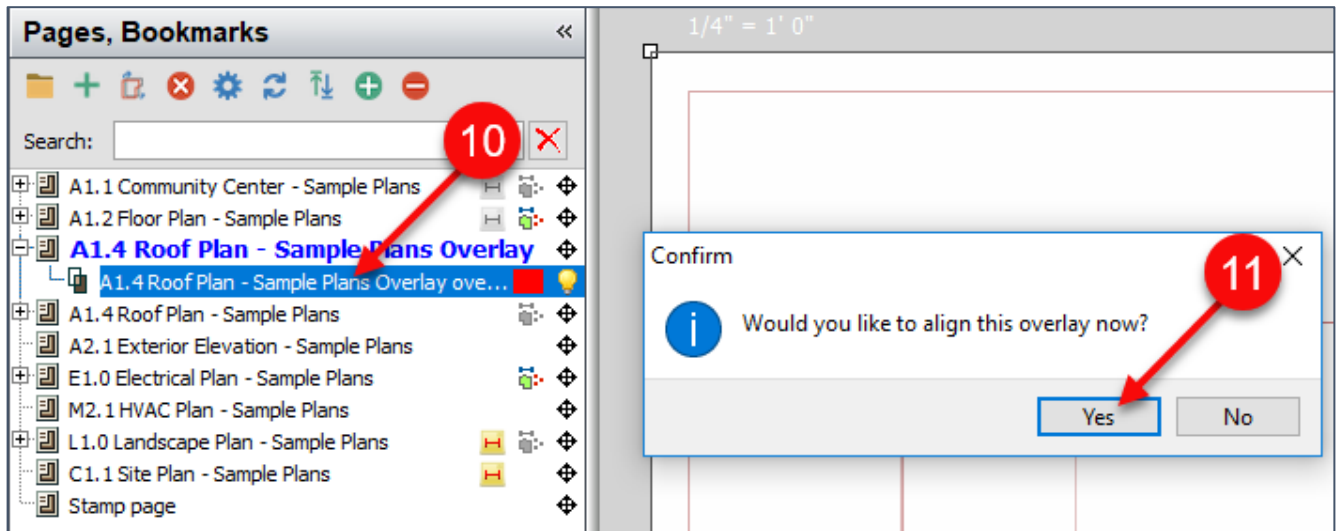 Pages, Bookmarks «
1/4" = 1' 0"
Search:
10
A1.1 Community Center - Sample Plans
A1.2 Floor Plan - Sample Plans
A1.4 Roof Plan - Sample Plans Overlay
A1.4 Roof Plan - Sample Plans Overlay ove...
A1.4 Roof Plan - Sample Plans
A2.1 Exterior Elevation - Sample Plans
E1.0 Electrical Plan - Sample Plans
M2.1 HVAC Plan - Sample Plans
L1.0 Landscape Plan - Sample Plans
C1.1 Site Plan - Sample Plans
Stamp page
Confirm
11
Would you like to align this overlay now?
Yes
No